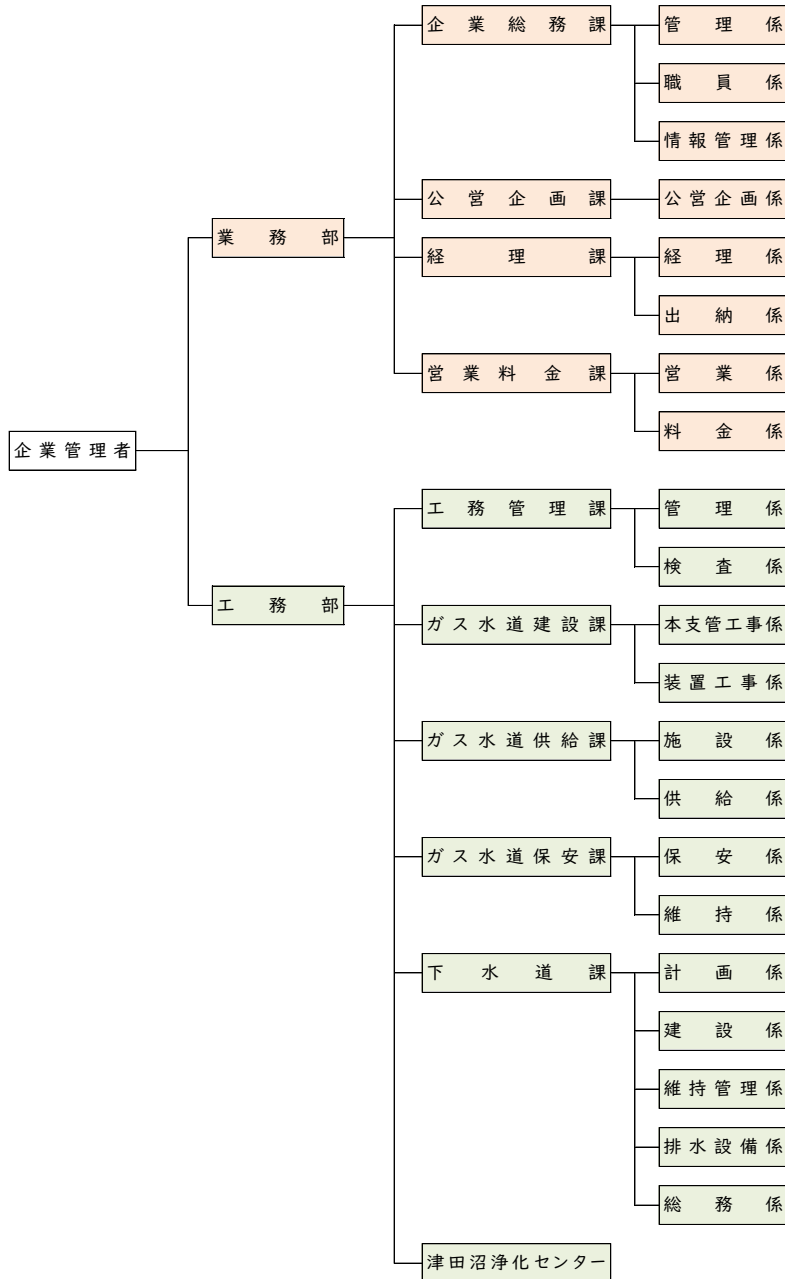 企業管理者
業務部
企業総務課
管理係
職員係
情報管理係
公営企画課
公営企画係
経理課
経理係
出納係
営業料金課
営業係
料金係
工務部
工務管理課
管理係
検査係
ガス水道建設課
本支管工事係
装置工事係
ガス水道供給課
施設係
供給係
ガス水道保安課
保安係
維持係
下水道課
計画係
建設係
維持管理係
排水設備係
総務係
津田沼浄化センター